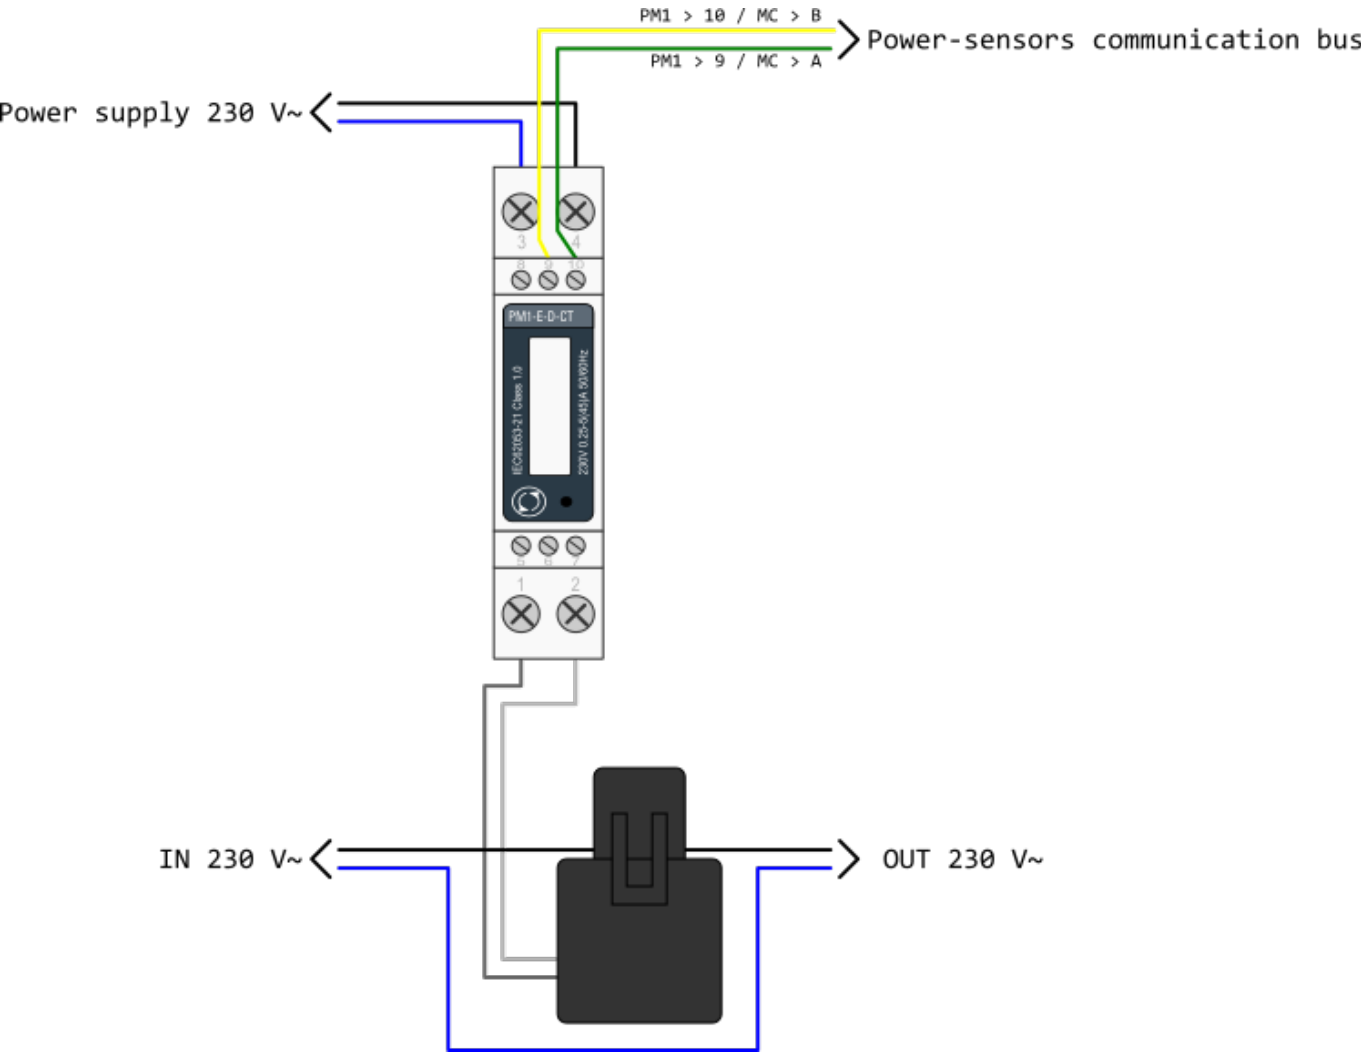 PM1 > 10 / MC > B
Power-sensors communication bus
PM1 > 9 / MC > A
Power supply 230 V~
3 4
8 9 10
PM1-E-D-CT
IEC62053-21 Class 1.0
230V 0.25-5(45)A 50/60Hz
5 6 7
1 2
IN 230 V~
OUT 230 V~